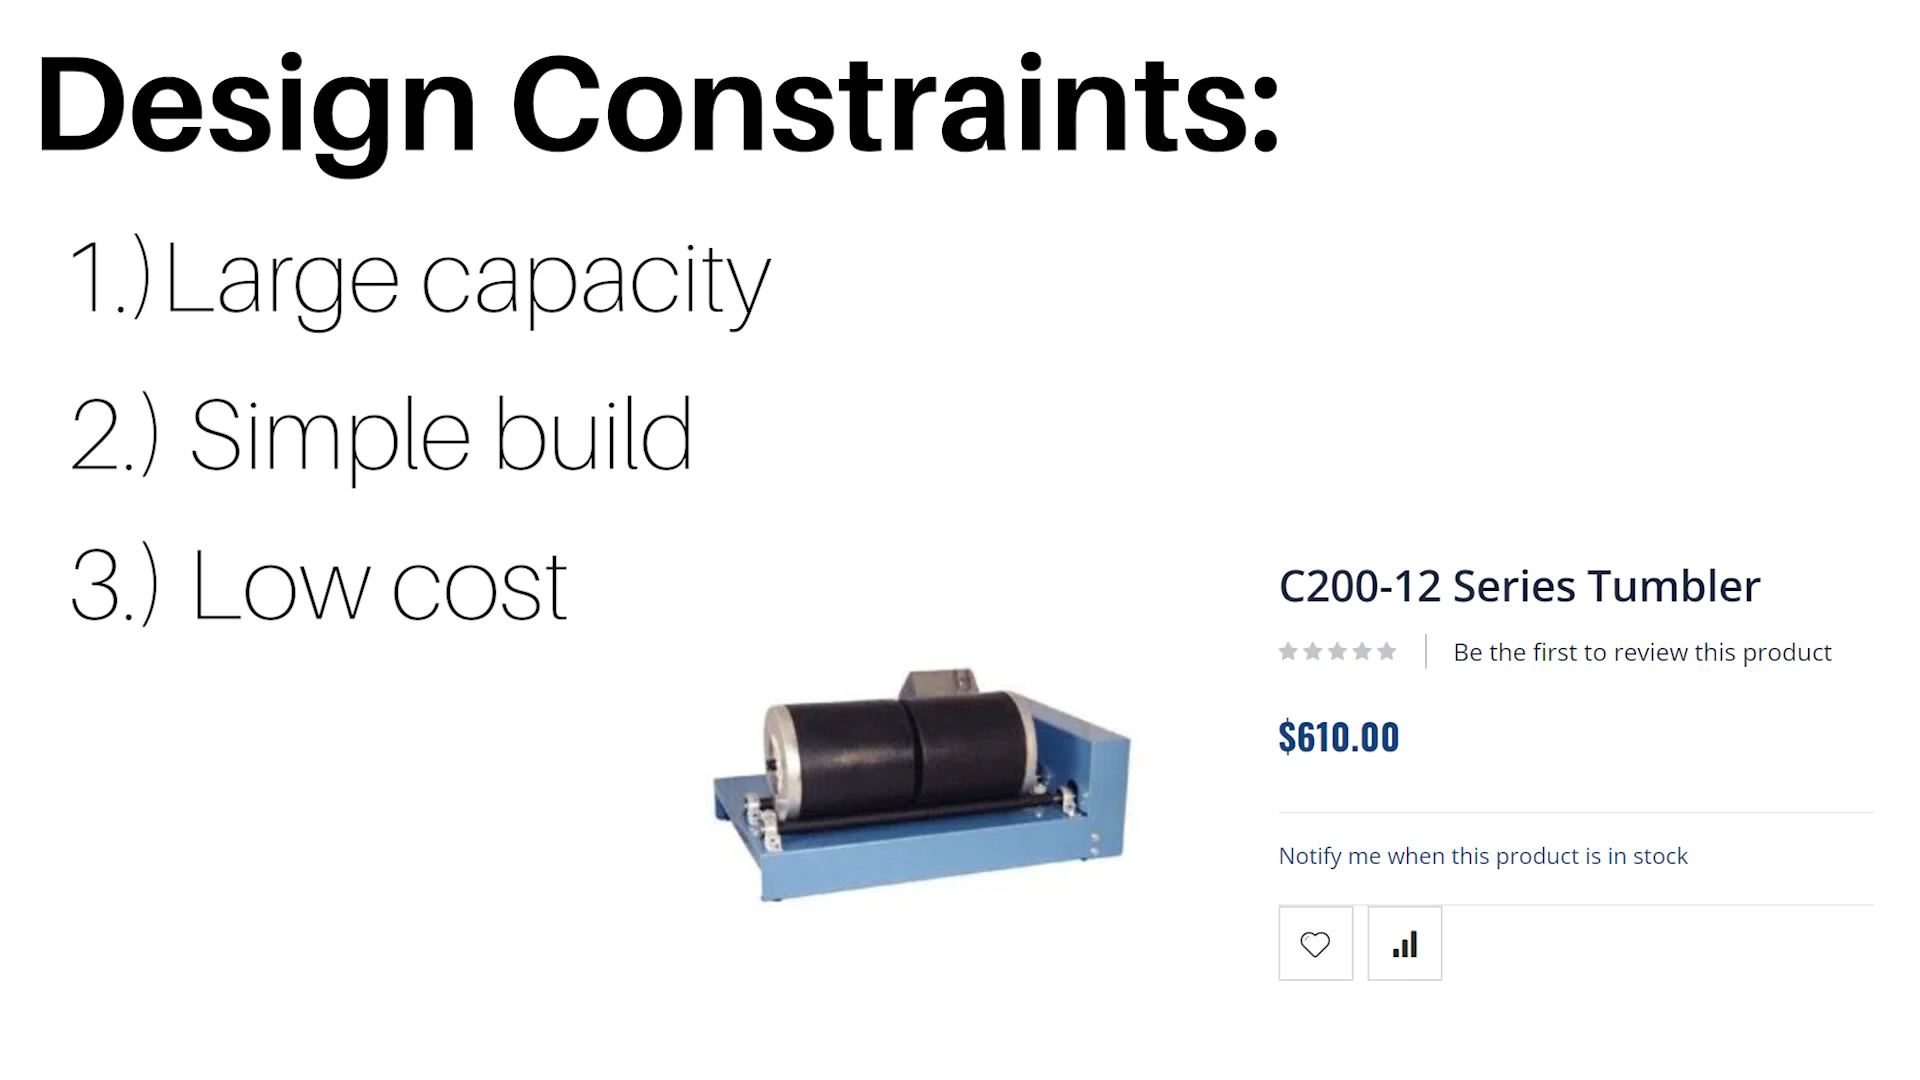 Design Constraints:
1.) Large capacity
2.) Simple build
3.) Low cost
C200-12 Series Tumbler
Be the first to review this product
$610.00
Notify me when this product is in stock